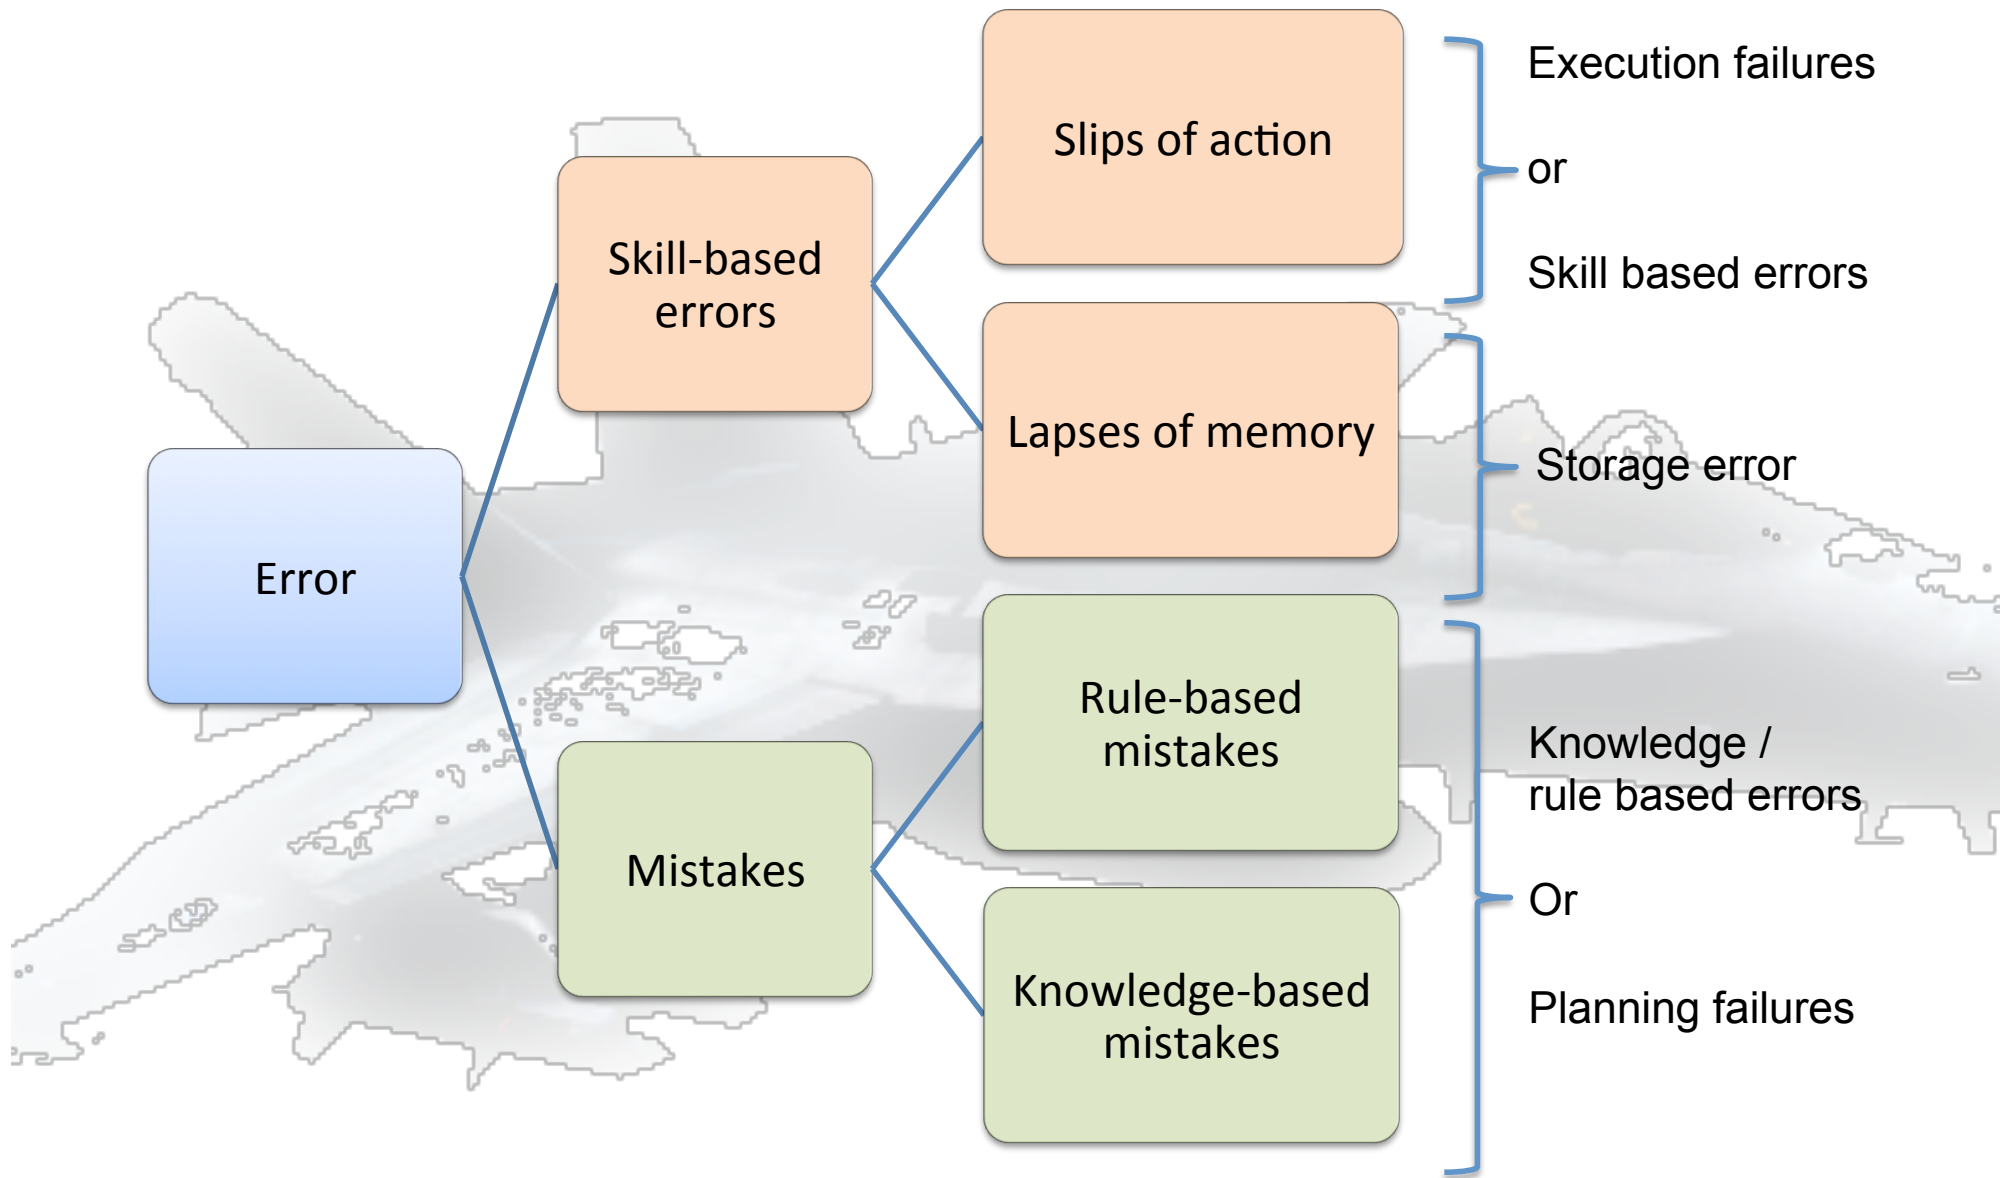 Error
Skill-based
errors
Mistakes
Slips of action
Lapses of memory
Rule-based
mistakes
Knowledge-based
mistakes
Execution failures
or
Skill based errors
Storage error
Knowledge /
rule based errors
Or
Planning failures